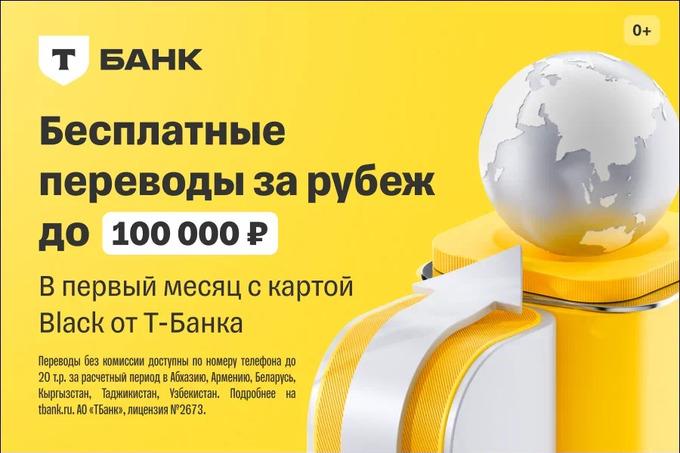 0+
Т БАНК
Бесплатные
переводы за рубеж
до 100 000 ₽
В первый месяц с картой
Black от Т-Банка
Переводы без комиссии доступны по номеру телефона до
20 т.р. за расчетный период в Абхазию, Армению, Беларусь,
Кыргызстан, Таджикистан, Узбекистан. Подробнее на
tbank.ru. АО «ТБанк», лицензия №2673.